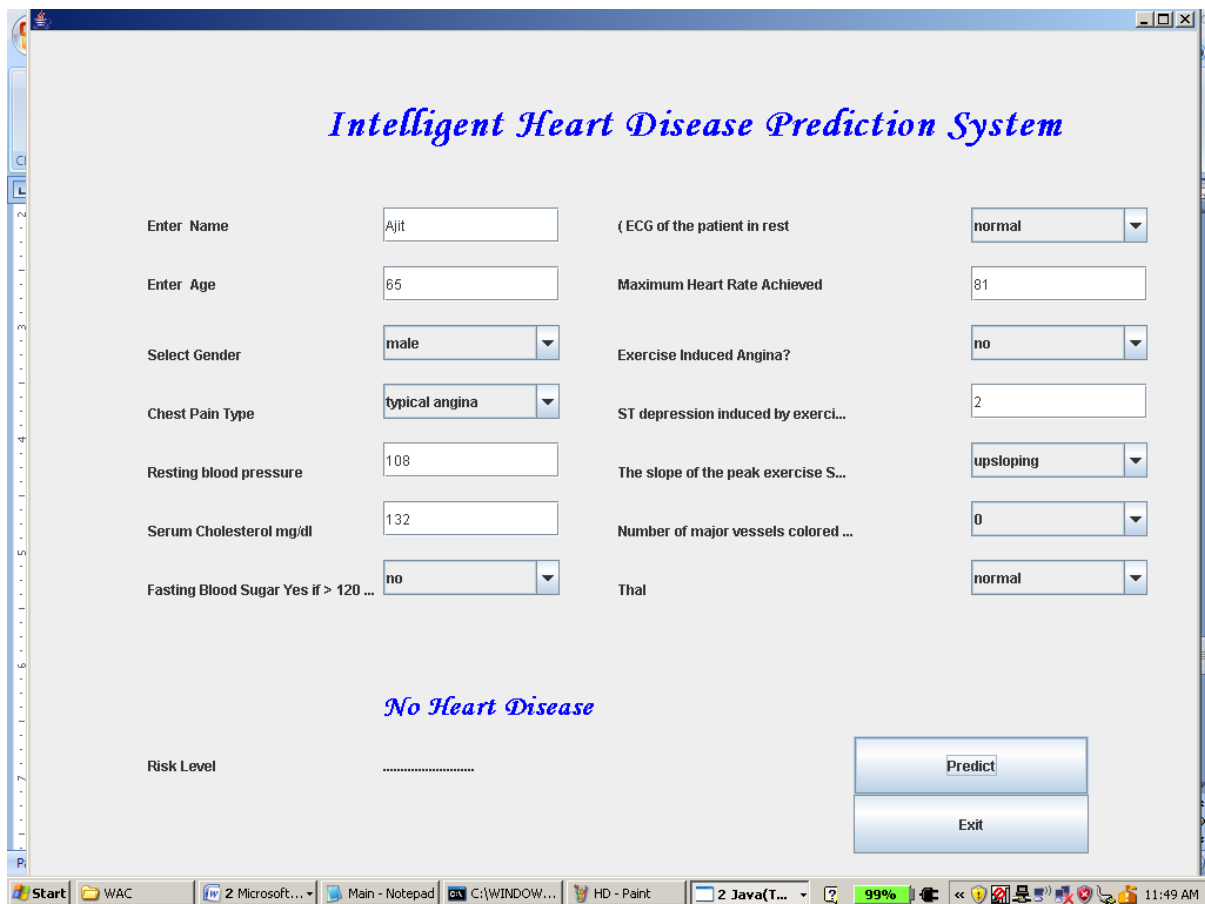 Intelligent Heart Disease Prediction System
Enter Name
Ajit
( ECG of the patient in rest
normal
Enter Age
65
Maximum Heart Rate Achieved
81
Select Gender
male
Exercise Induced Angina?
no
Chest Pain Type
typical angina
ST depression induced by exerci...
2
Resting blood pressure
108
The slope of the peak exercise S...
upsloping
Serum Cholesterol mg/dl
132
Number of major vessels colored ...
0
Fasting Blood Sugar Yes if > 120 ...
no
Thal
normal
No Heart Disease
Risk Level
..........................
Predict
Exit
Start
WAC
2 Microsoft...
Main - Notepad
C:\WINDOW...
HD - Paint
2 Java(T...
99%
11:49 AM